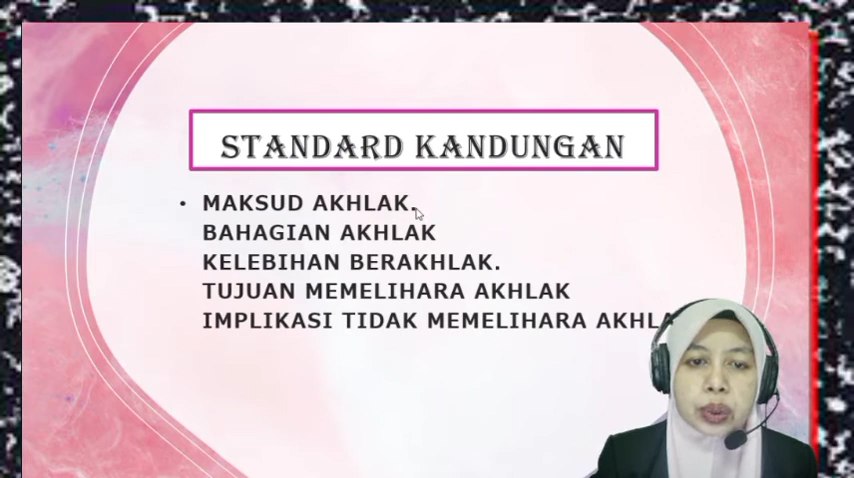 STANDARD KANDUNGAN
• MAKSUD AKHLAK.
BAHAGIAN AKHLAK
KELEBIHAN BERAKHLAK.
TUJUAN MEMELIHARA AKHLAK
IMPLIKASI TIDAK MEMELIHARA